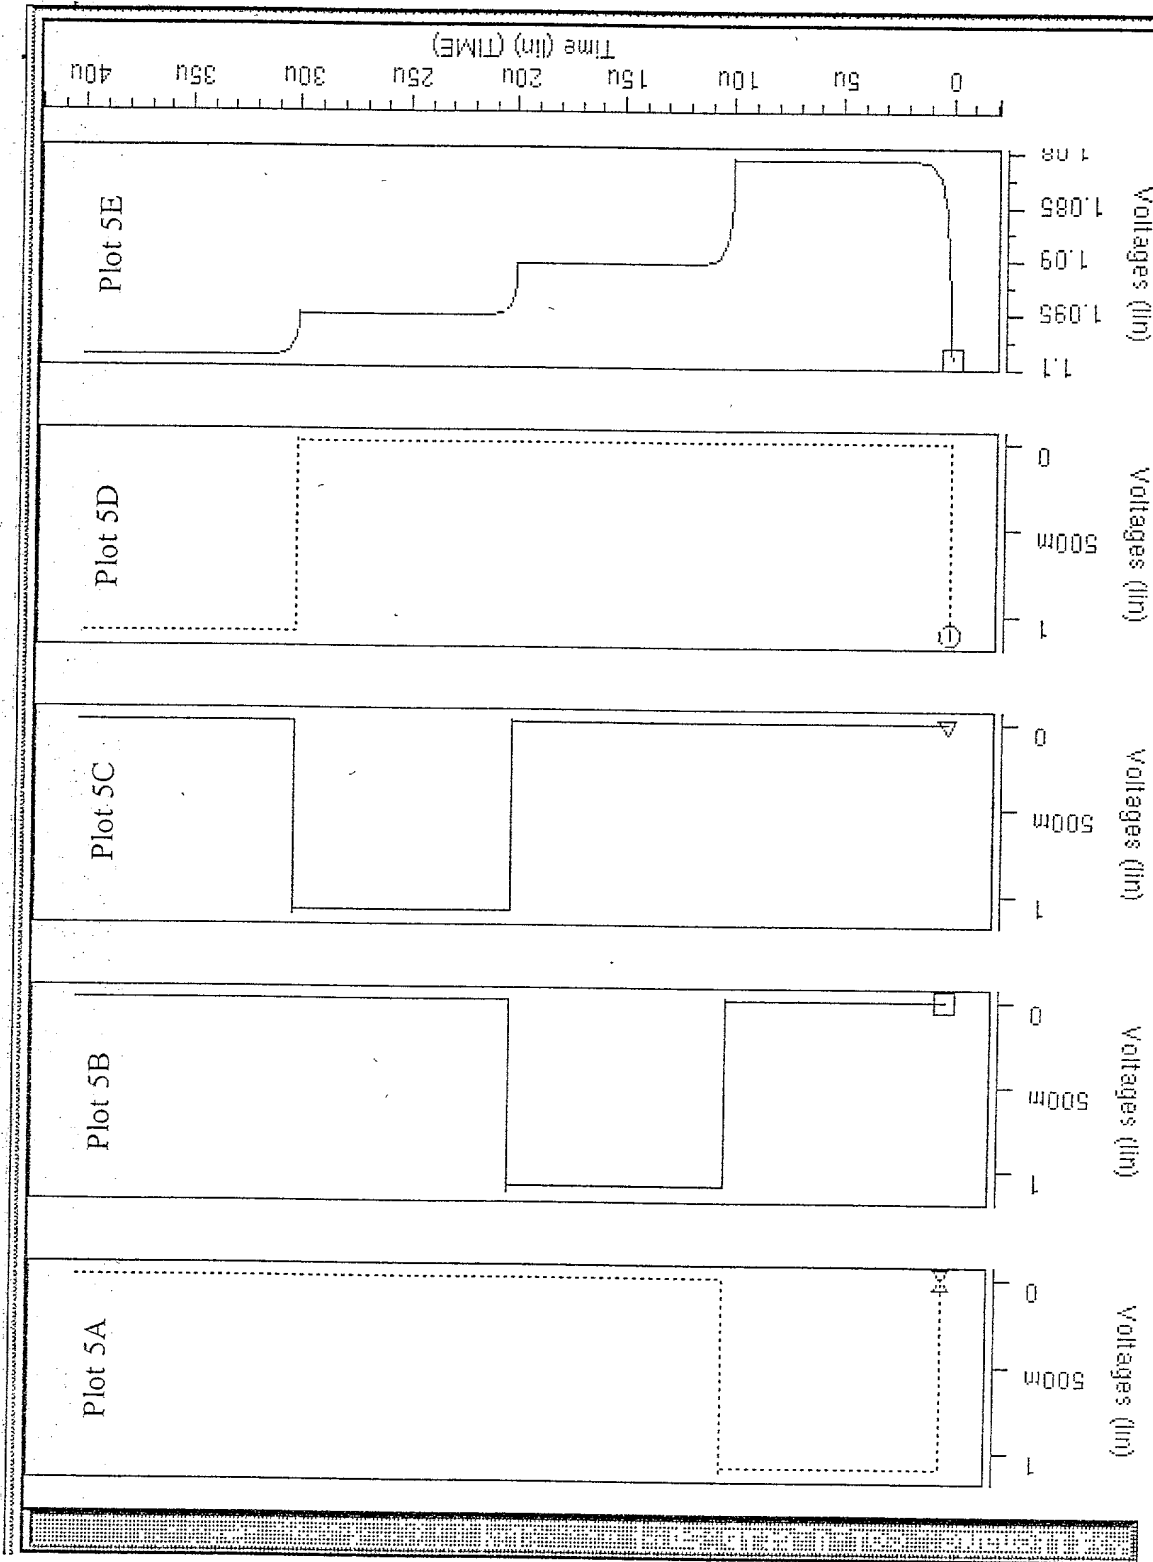 Time (lin) (TIME)
40u 35u 30u 25u 20u 15u 10u 5u 0
Plot 5E
1.08
1.085
1.09
1.095
1.1
Voltages (lin)
Plot 5D
0
500m
1
Voltages (lin)
Plot 5C
0
500m
1
Voltages (lin)
Plot 5B
0
500m
1
Voltages (lin)
Plot 5A
0
500m
1
Voltages (lin)